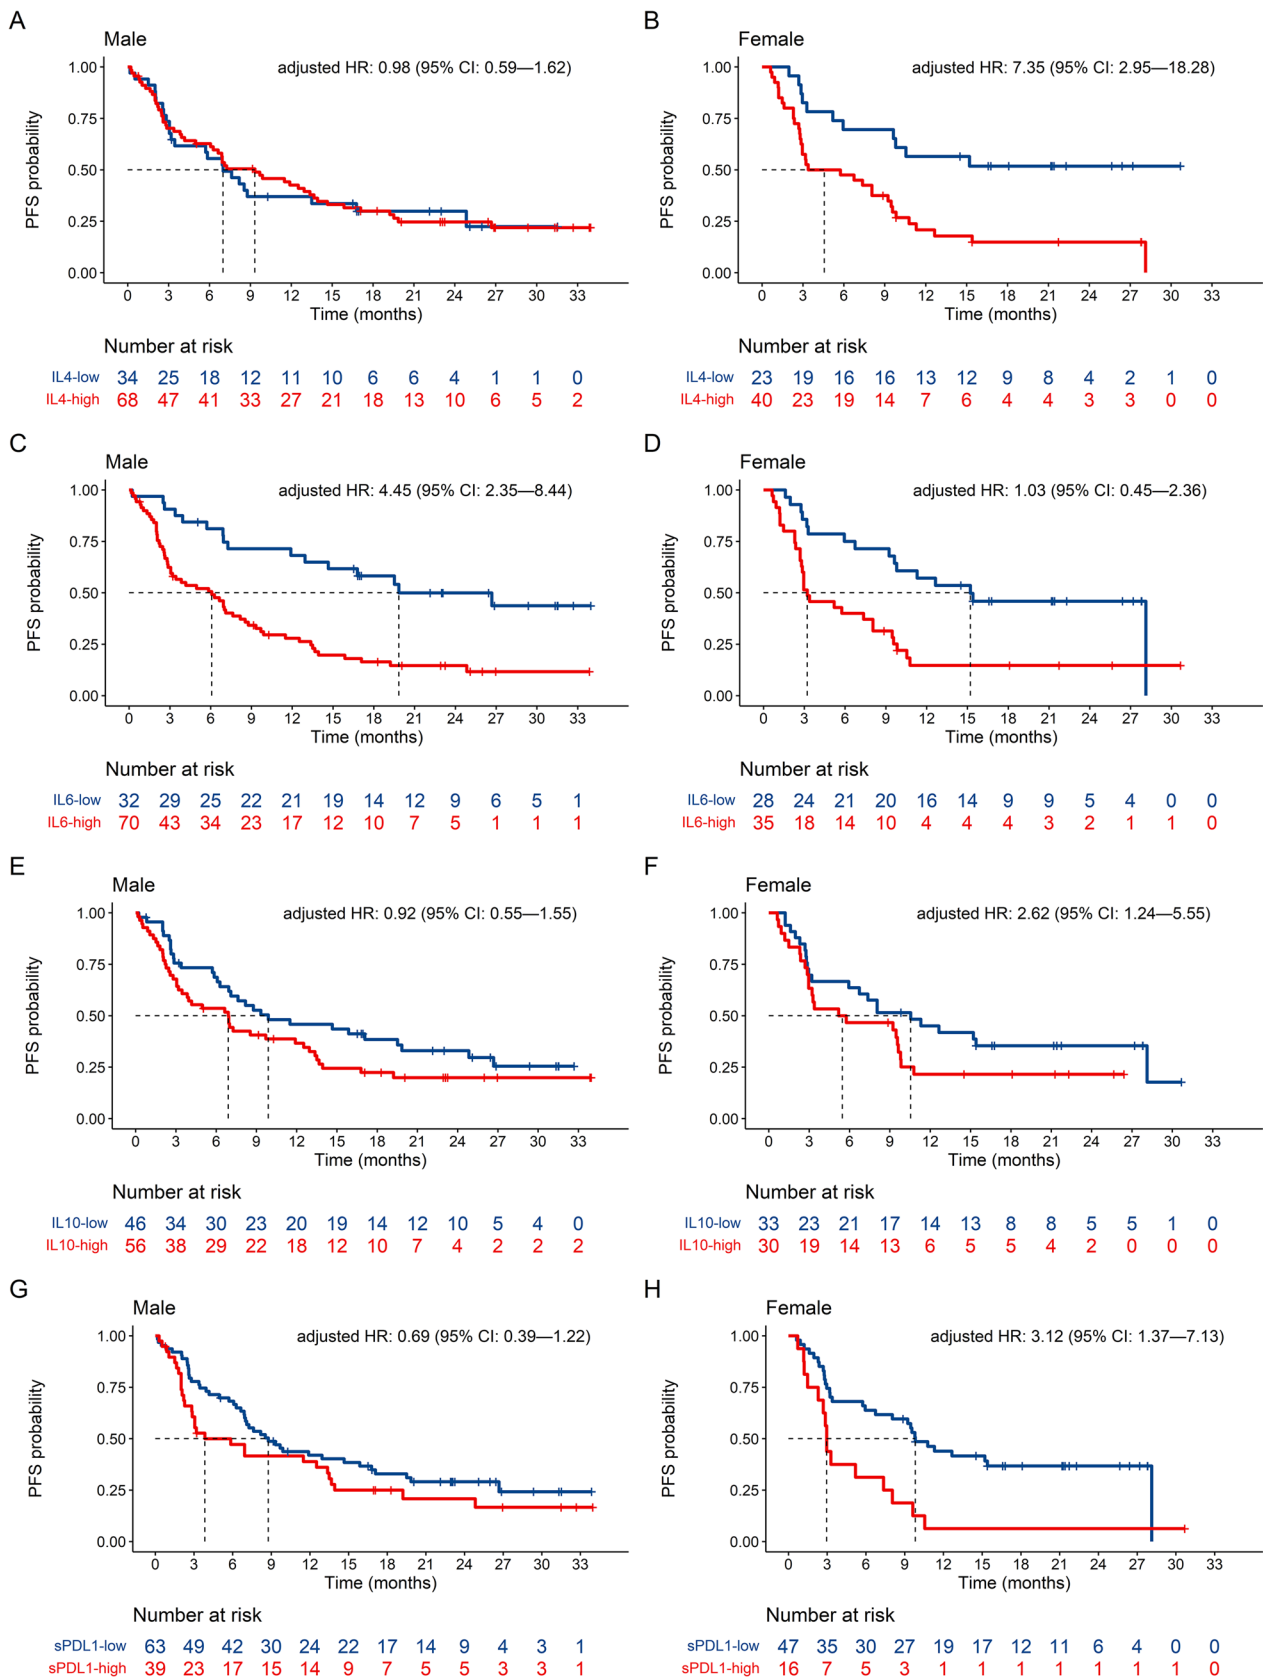 A
Male
adjusted HR: 0.98 (95% CI: 0.59—1.62)
PFS probability
1.00
0.75
0.50
0.25
0.00
0 3 6 9 12 15 18 21 24 27 30 33
Time (months)
Number at risk
IL4-low 34 25 18 12 11 10 6 6 4 1 1 0
IL4-high 68 47 41 33 27 21 18 13 10 6 5 2
B
Female
adjusted HR: 7.35 (95% CI: 2.95—18.28)
PFS probability
1.00
0.75
0.50
0.25
0.00
0 3 6 9 12 15 18 21 24 27 30 33
Time (months)
Number at risk
IL4-low 23 19 16 16 13 12 9 8 4 2 1 0
IL4-high 40 23 19 14 7 6 4 4 3 3 0 0
C
Male
adjusted HR: 4.45 (95% CI: 2.35—8.44)
PFS probability
1.00
0.75
0.50
0.25
0.00
0 3 6 9 12 15 18 21 24 27 30 33
Time (months)
Number at risk
IL6-low 32 29 25 22 21 19 14 12 9 6 5 1
IL6-high 70 43 34 23 17 12 10 7 5 1 1 1
D
Female
adjusted HR: 1.03 (95% CI: 0.45—2.36)
PFS probability
1.00
0.75
0.50
0.25
0.00
0 3 6 9 12 15 18 21 24 27 30 33
Time (months)
Number at risk
IL6-low 28 24 21 20 16 14 9 9 5 4 0 0
IL6-high 35 18 14 10 4 4 4 3 2 1 1 0
E
Male
adjusted HR: 0.92 (95% CI: 0.55—1.55)
PFS probability
1.00
0.75
0.50
0.25
0.00
0 3 6 9 12 15 18 21 24 27 30 33
Time (months)
Number at risk
IL10-low 46 34 30 23 20 19 14 12 10 5 4 0
IL10-high 56 38 29 22 18 12 10 7 4 2 2 2
F
Female
adjusted HR: 2.62 (95% CI: 1.24—5.55)
PFS probability
1.00
0.75
0.50
0.25
0.00
0 3 6 9 12 15 18 21 24 27 30 33
Time (months)
Number at risk
IL10-low 33 23 21 17 14 13 8 8 5 5 1 0
IL10-high 30 19 14 13 6 5 5 4 2 0 0 0
G
Male
adjusted HR: 0.69 (95% CI: 0.39—1.22)
PFS probability
1.00
0.75
0.50
0.25
0.00
0 3 6 9 12 15 18 21 24 27 30 33
Time (months)
Number at risk
sPDL1-low 63 49 42 30 24 22 17 14 9 4 3 1
sPDL1-high 39 23 17 15 14 9 7 5 5 3 3 1
H
Female
adjusted HR: 3.12 (95% CI: 1.37—7.13)
PFS probability
1.00
0.75
0.50
0.25
0.00
0 3 6 9 12 15 18 21 24 27 30 33
Time (months)
Number at risk
sPDL1-low 47 35 30 27 19 17 12 11 6 4 0 0
sPDL1-high 16 7 5 3 1 1 1 1 1 1 1 0